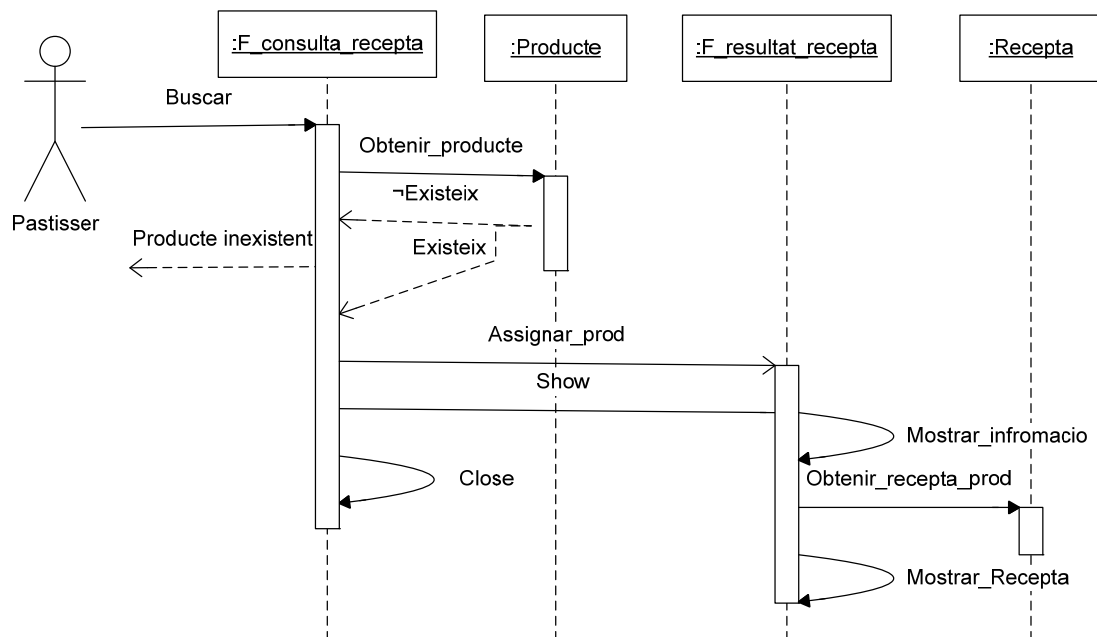 :F_consulta_recepta
:Producte
:F_resultat_recepta
:Recepta
Buscar
Obtenir_producte
¬Existeix
Pastisser
Producte inexistent
Existeix
Assignar_prod
Show
Mostrar_infromacio
Close
Obtenir_recepta_prod
Mostrar_Recepta